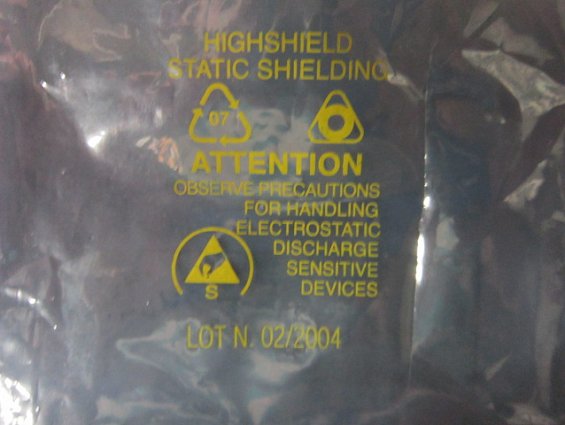 HIGHSHIELD
STATIC SHIELDING
07
ATTENTION
OBSERVE PRECAUTIONS
FOR HANDLING
ELECTROSTATIC
DISCHARGE
SENSITIVE
DEVICES
S
LOT N. 02/2004